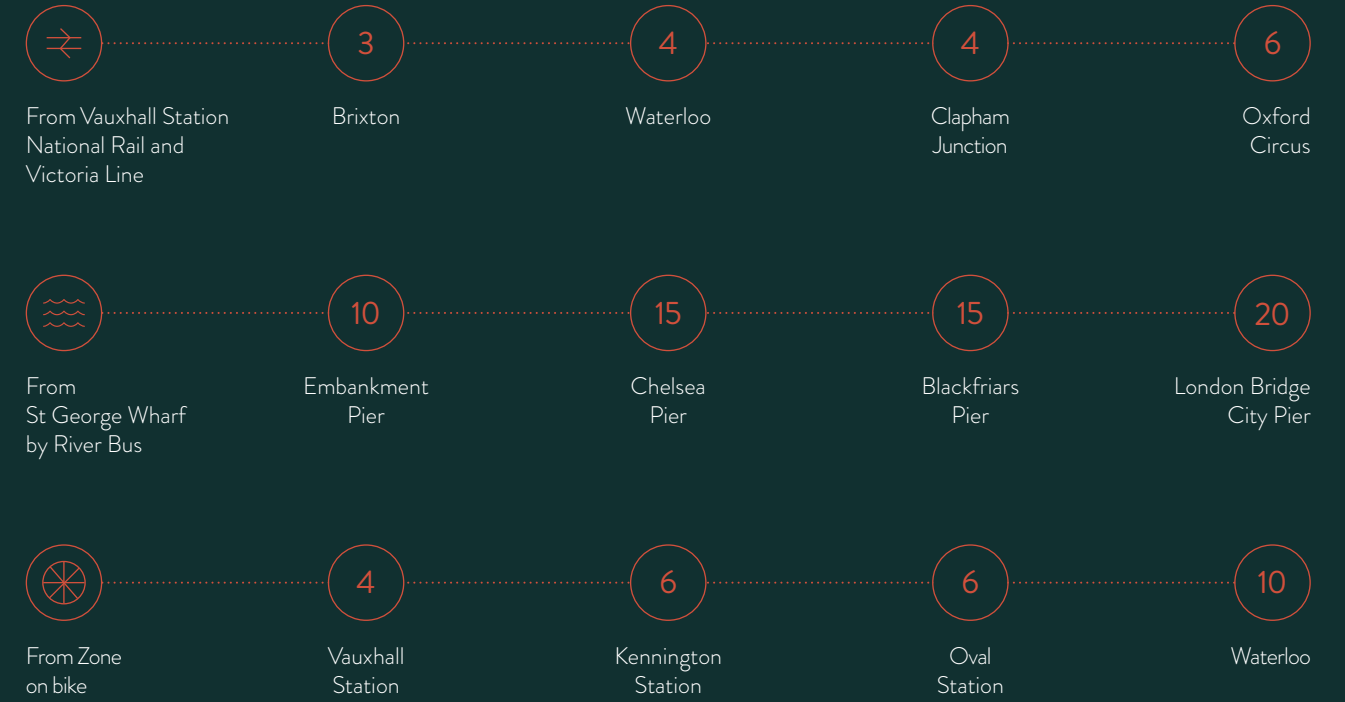 3
4
4
6
From Vauxhall Station
National Rail and
Victoria Line
Brixton
Waterloo
Clapham
Junction
Oxford
Circus
10
15
15
20
From
St George Wharf
by River Bus
Embankment
Pier
Chelsea
Pier
Blackfriars
Pier
London Bridge
City Pier
4
6
6
10
From Zone
on bike
Vauxhall
Station
Kennington
Station
Oval
Station
Waterloo